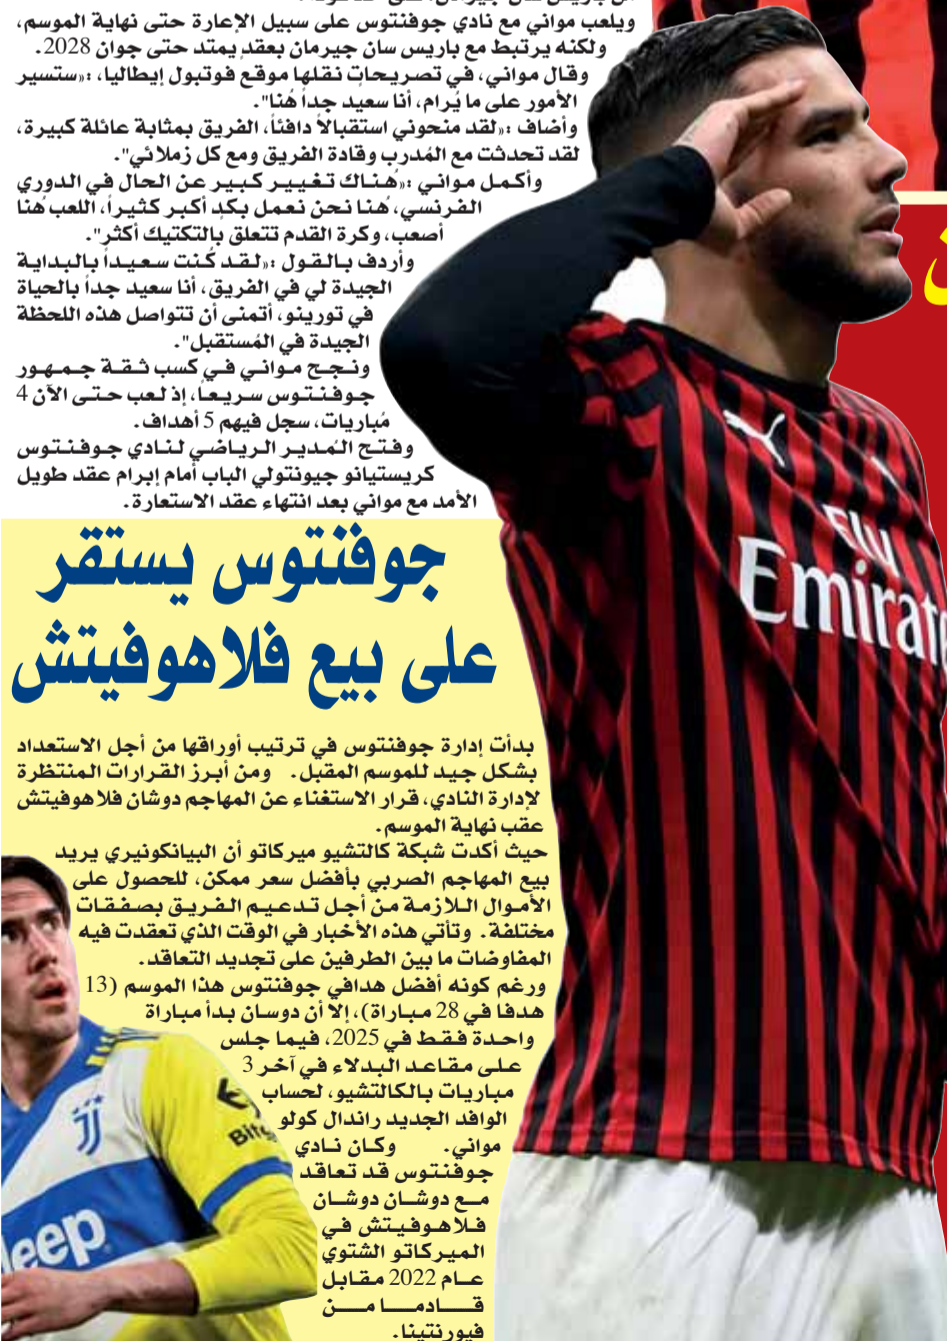 ويلعب مواني مع نادي جوفنتوس على سبيل الإعارة حتى نهاية الموسم،
ولكنه يرتبط مع باريس سان جيرمان بعقدٍ يمتد حتى جوان 2028.
وقال مواني، في تصريحاتٍ نقلها موقع فوتبول إيطاليا، :«ستسير
الأمور على ما يُرام، أنا سعيد جداً هُنا".
وأضاف :«لقد منحوني استقبالاً دافئاً، الفريق بمثابة عائلة كبيرة،
لقد تحدثت مع المُدرب وقادة الفريق ومع كل زملائي".
وأكمل مواني :«هُناك تغيير كبير عن الحال في الدوري
الفرنسي، هُنا نحن نعمل بكدٍ أكبر كثيراً، اللعب هُنا
أصعب، وكرة القدم تتعلق بالتكتيك أكثر".
وأردف بالقول :«لقد كُنت سعيداً بالبداية
الجيدة لي في الفريق، أنا سعيد جداً بالحياة
في تورينو، أتمنى أن تتواصل هذه اللحظة
الجيدة في المُستقبل".
ونجح مواني في كسب ثقة جمهور
جوفنتوس سريعاً، إذ لعب حتى الآن 4
مُباريات، سجل فيهم 5 أهداف.
وفتح المُدير الرياضي لنادي جوفنتوس
كريستيانو جيونتولي الباب أمام إبرام عقد طويل
الأمد مع مواني بعد انتهاء عقد الاستعارة.
جوفنتوس يستقر
على بيع فلاهوفيتش
بدأت إدارة جوفنتوس في ترتيب أوراقها من أجل الاستعداد
بشكل جيد للموسم المقبل. ومن أبرز القرارات المنتظرة
لإدارة النادي، قرار الاستغناء عن المهاجم دوشان فلاهوفيتش
عقب نهاية الموسم.
حيث أكدت شبكة كالتشيو ميركاتو أن البيانكونيري يريد
بيع المهاجم الصربي بأفضل سعر ممكن، للحصول على
الأموال اللازمة من أجل تدعيم الفريق بصفقات
مختلفة. وتأتي هذه الأخبار في الوقت الذي تعقدت فيه
المفاوضات ما بين الطرفين على تجديد التعاقد.
ورغم كونه أفضل هدافي جوفنتوس هذا الموسم (13
هدفا في 28 مباراة)، إلا أن دوسان بدأ مباراة
واحدة فقط في 2025، فيما جلس
على مقاعد البدلاء في آخر 3
مباريات بالكالتشيو، لحساب
الوافد الجديد راندال كولو
مواني. وكان نادي
جوفنتوس قد تعاقد
مع دوشان دوشان
فلاهوفيتش في
الميركاتو الشتوي
عام 2022 مقابل
قادما من
فيورنتينا.
Fly
Emirat
Bit
Jeep